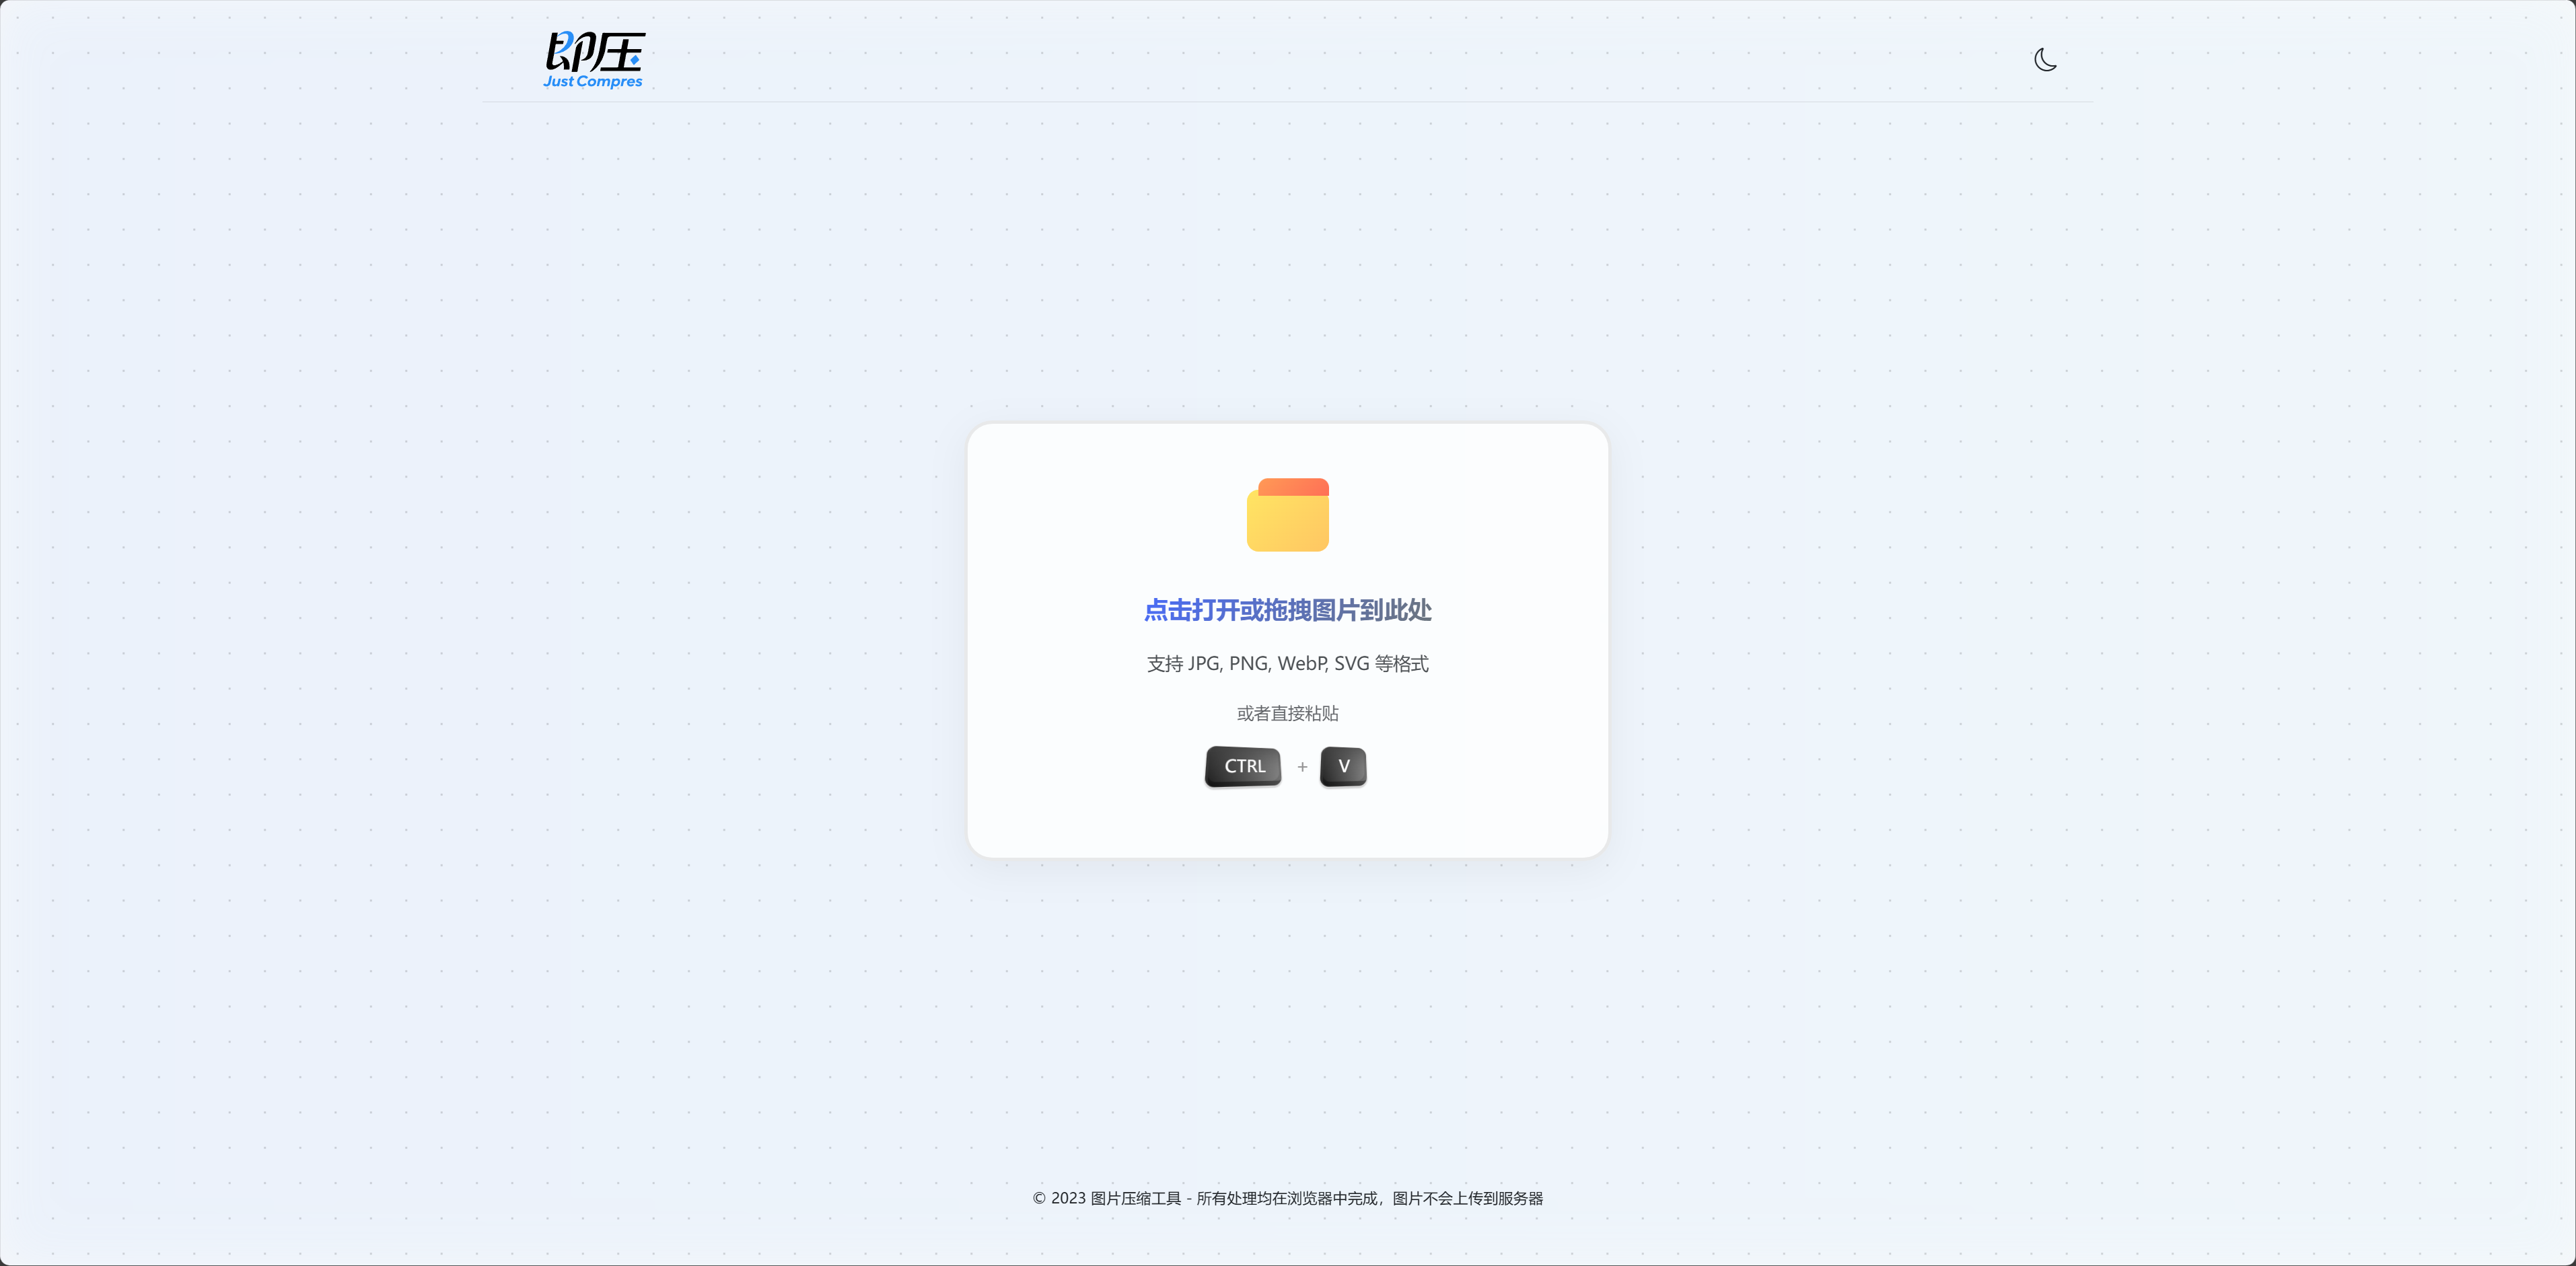 即压
Just Compres
点击打开或拖拽图片到此处
支持 JPG, PNG, WebP, SVG 等格式
或者直接粘贴
CTRL + V
© 2023 图片压缩工具 - 所有处理均在浏览器中完成，图片不会上传到服务器